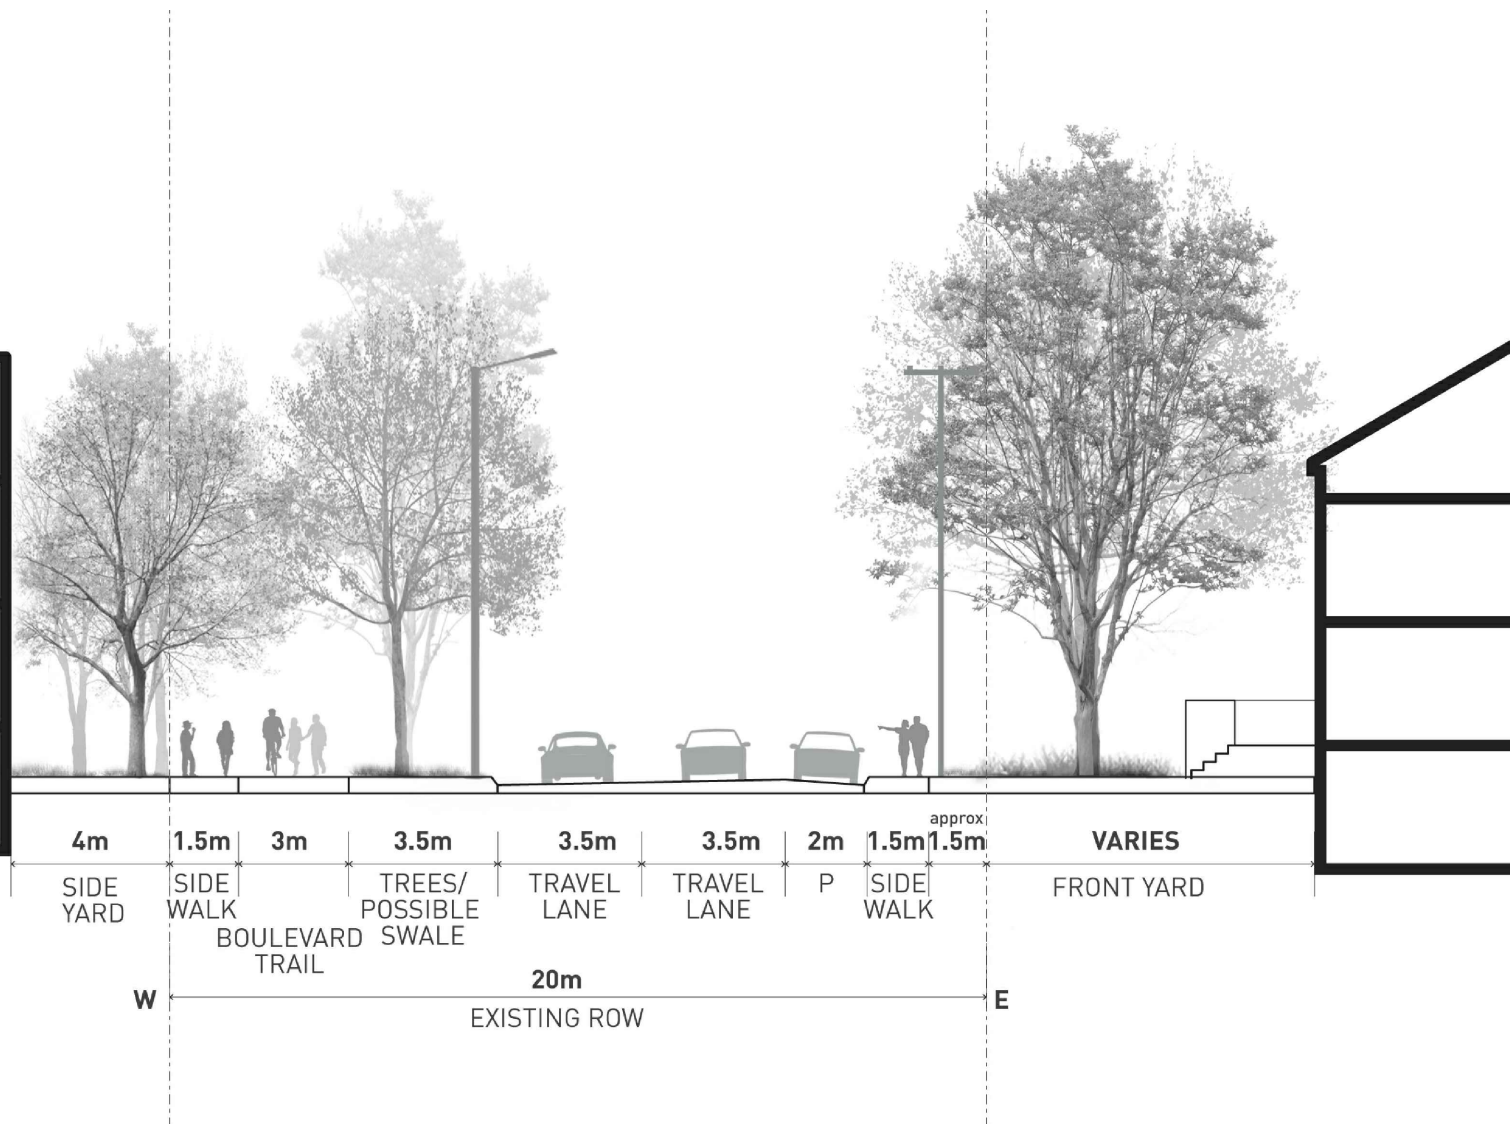 approx
4m
1.5m
3m
3.5m
3.5m
3.5m
2m
1.5m
1.5m
VARIES
SIDE
YARD
SIDE
WALK
BOULEVARD
TRAIL
TREES/
POSSIBLE
SWALE
TRAVEL
LANE
TRAVEL
LANE
P
SIDE
WALK
FRONT YARD
W
20m
E
EXISTING ROW